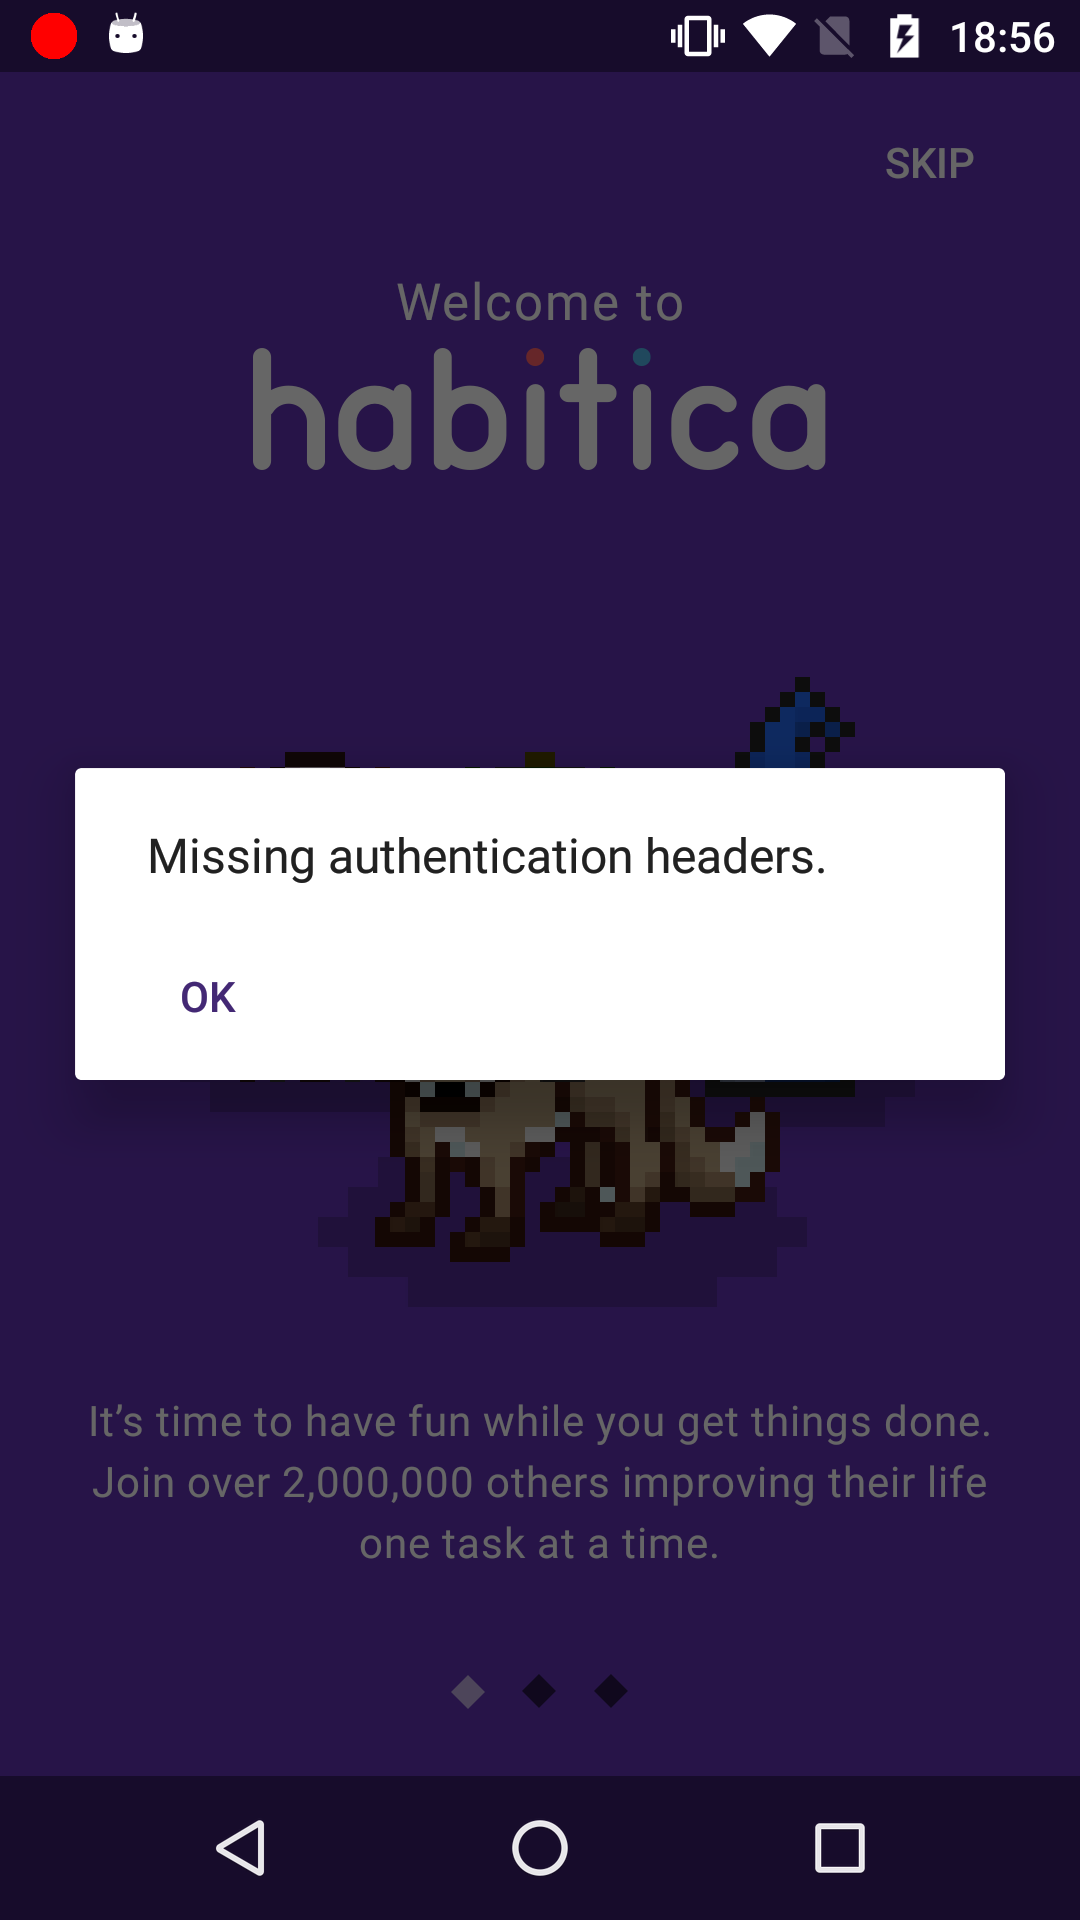 18:56
SKIP
Welcome to
habitica
Missing authentication headers.
OK
It’s time to have fun while you get things done.
Join over 2,000,000 others improving their life
one task at a time.